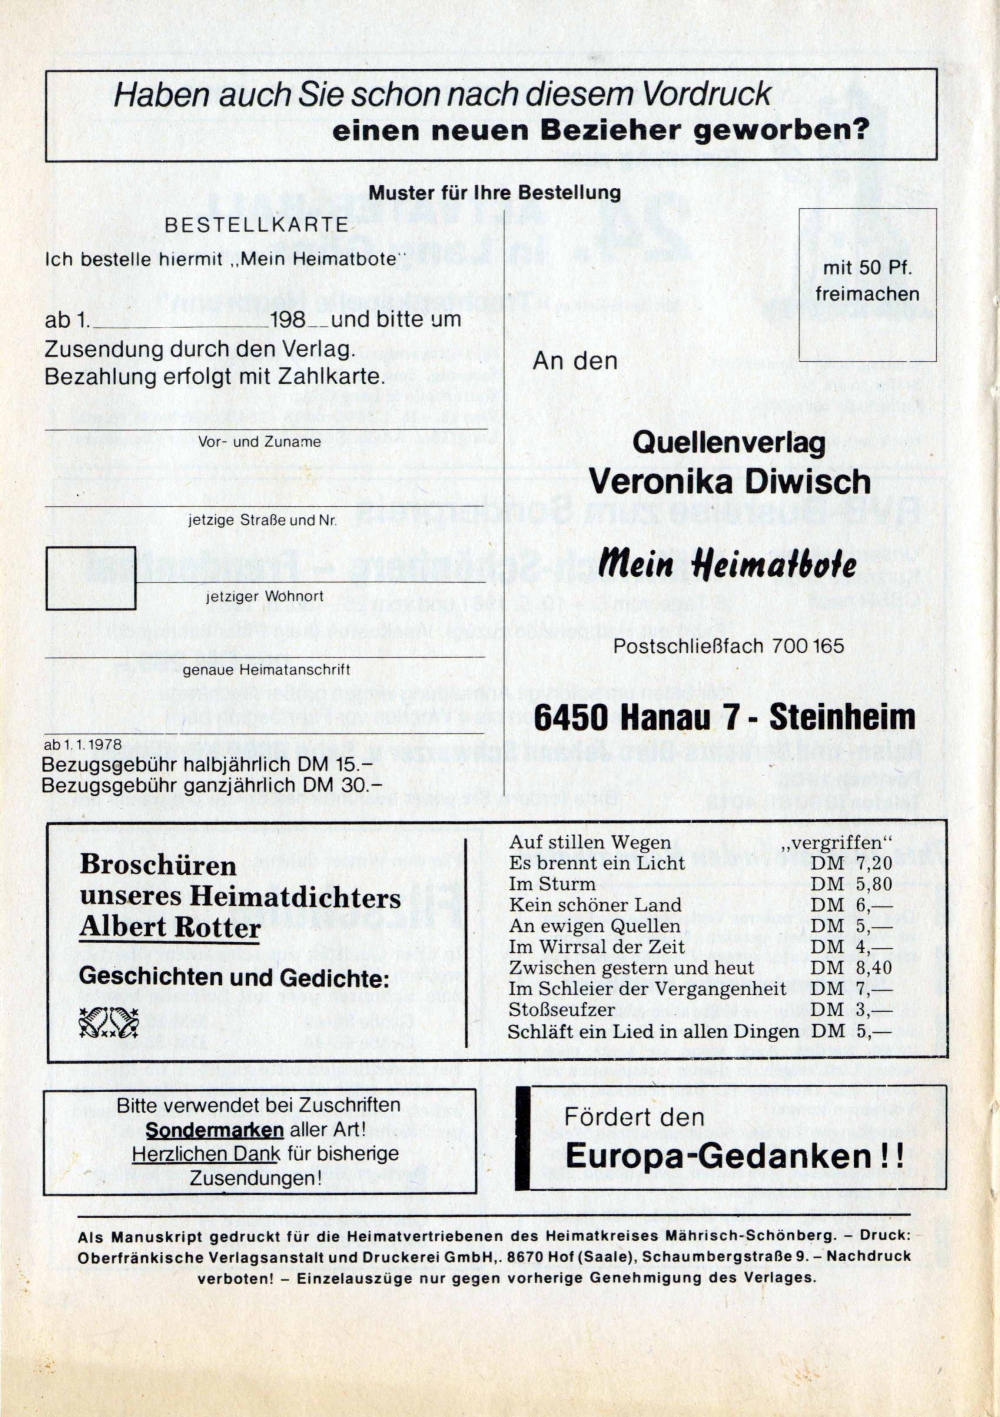 Haben auch Sie schon nach diesem Vordruck
einen neuen Bezieher geworben?
Muster für Ihre Bestellung
BESTELLKARTE
Ich bestelle hiermit „Mein Heimatbote“
ab 1. 198 und bitte um
Zusendung durch den Verlag.
Bezahlung erfolgt mit Zahlkarte.
Vor- und Zuname
jetzige Straße und Nr.
jetziger Wohnort
genaue Heimatanschrift
ab 1. 1. 1978
Bezugsgebühr halbjährlich DM 15.–
Bezugsgebühr ganzjährlich DM 30.–
mit 50 Pf.
freimachen
An den
Quellenverlag
Veronika Diwisch
Mein Heimatbote
Postschließfach 700 165
6450 Hanau 7 - Steinheim
Broschüren
unseres Heimatdichters
Albert Rotter
Geschichten und Gedichte:
Auf stillen Wegen „vergriffen“
Es brennt ein Licht DM 7,20
Im Sturm DM 5,80
Kein schöner Land DM 6,—
An ewigen Quellen DM 5,—
Im Wirrsal der Zeit DM 4,—
Zwischen gestern und heut DM 8,40
Im Schleier der Vergangenheit DM 7,—
Stoßseufzer DM 3,—
Schläft ein Lied in allen Dingen DM 5,—
Bitte verwendet bei Zuschriften
Sondermarken aller Art!
Herzlichen Dank für bisherige
Zusendungen!
Fördert den
Europa-Gedanken!!
Als Manuskript gedruckt für die Heimatvertriebenen des Heimatkreises Mährisch-Schönberg. – Druck:
Oberfränkische Verlagsanstalt und Druckerei GmbH,. 8670 Hof (Saale), Schaumbergstraße 9. – Nachdruck
verboten! – Einzelauszüge nur gegen vorherige Genehmigung des Verlages.